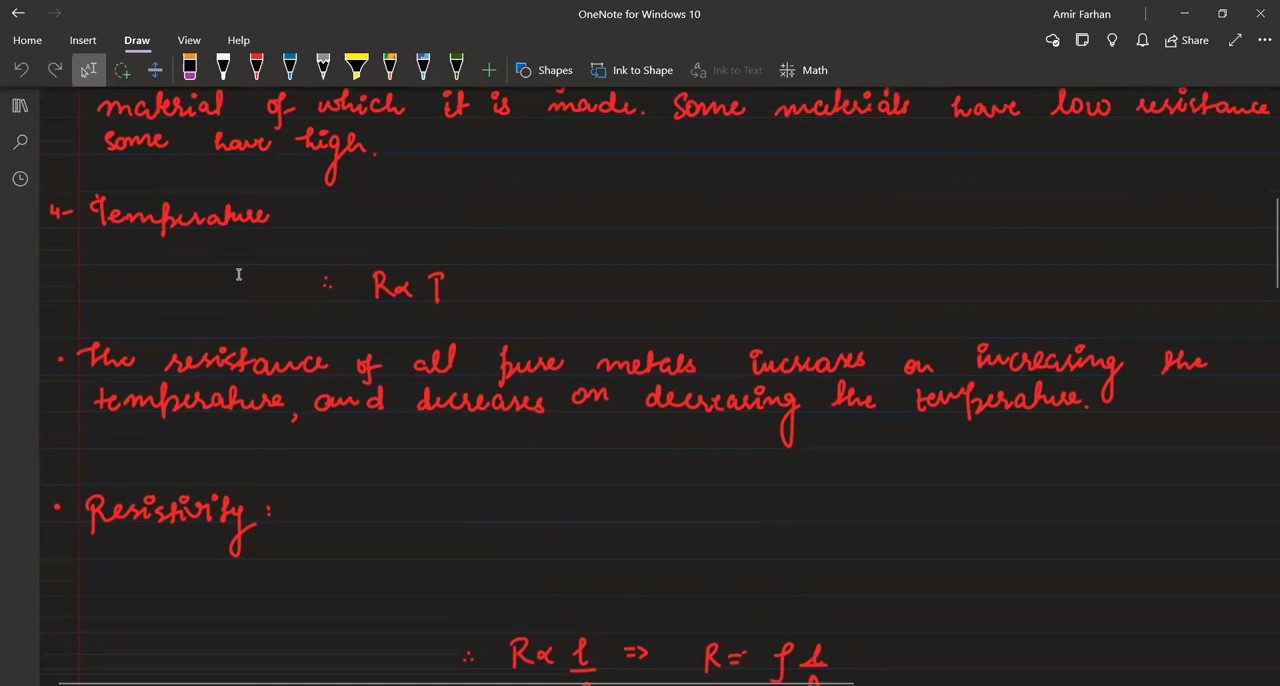 OneNote for Windows 10
Amir Farhan
Home Insert Draw View Help
Share
Shapes Ink to Shape Ink to Text Math
material of which it is made. Some materials have low resistance
some have high.
4- Temperature
∴ R∝ T
• The resistance of all pure metals increases on increasing the
temperature, and decreases on decreasing the temperature.
• Resistivity :
∴ R∝ l => R = ρ l